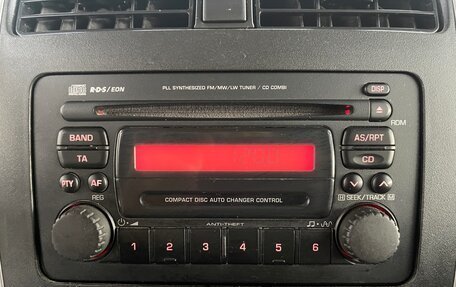 R·D·S / EON
PLL SYNTHESIZED FM/MW/LW TUNER / CD COMBI
DISP
RDM
BAND
AS/RPT
TA
CD
PTY
AF
REG
COMPACT DISC AUTO CHANGER CONTROL
SEEK/TRACK M
ANTI-THEFT
1 2 3 4 5 6